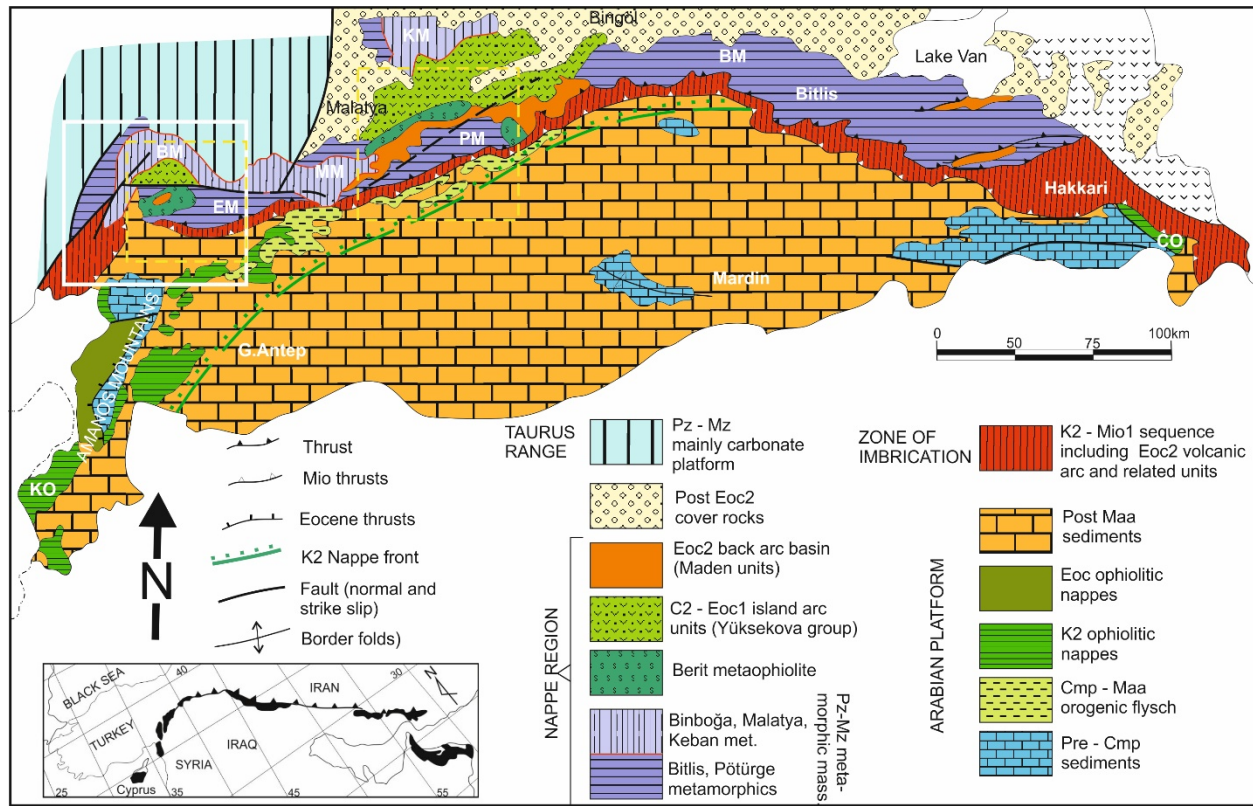 Bingöl
KM
BM
Lake Van
Malatya
Bitlis
PM
BM
MM
EM
Hakkari
ÇO
Mardin
AMANOS MOUNTAINS
G.Antep
KO
0 50 75 100km
N
Thrust
Mio thrusts
Eocene thrusts
K2 Nappe front
Fault (normal and
strike slip)
Border folds)
TAURUS
RANGE
Pz - Mz
mainly carbonate
platform
Post Eoc2
cover rocks
NAPPE REGION
Eoc2 back arc basin
(Maden units)
C2 - Eoc1 island arc
units (Yüksekova group)
Berit metaophiolite
Binboğa, Malatya,
Keban met.
Bitlis, Pötürge
metamorphics
Pz-Mz meta-
morphic mass.
ZONE OF
IMBRICATION
K2 - Mio1 sequence
including Eoc2 volcanic
arc and related units
ARABIAN PLATFORM
Post Maa
sediments
Eoc ophiolitic
nappes
K2 ophiolitic
nappes
Cmp - Maa
orogenic flysch
Pre - Cmp
sediments
BLACK SEA
40
IRAN
30
N
TURKEY
IRAQ
SYRIA
Cyprus
25
35
45
55